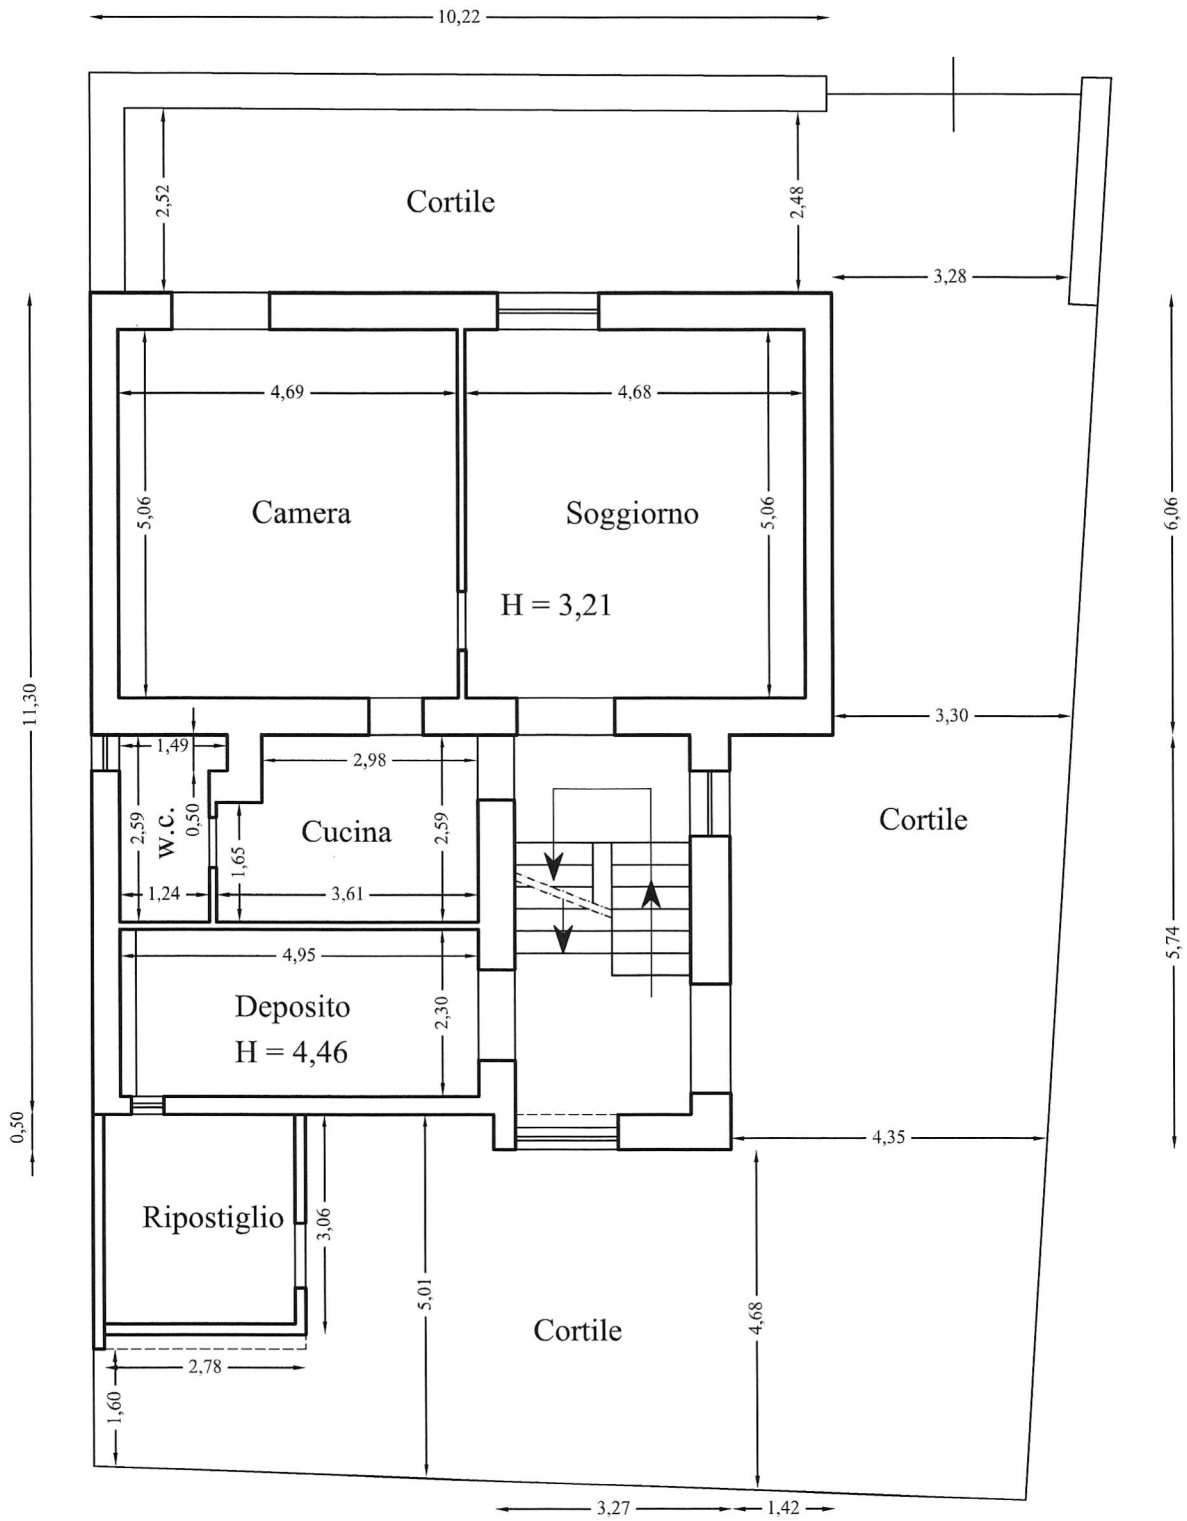 10,22
2,52
Cortile
2,48
3,28
4,69
4,68
5,06
Camera
Soggiorno
5,06
6,06
H = 3,21
11,30
3,30
1,49
2,98
2,59
w.c.
0,50
1,65
Cucina
2,59
Cortile
1,24
3,61
4,95
5,74
Deposito
2,30
H = 4,46
0,50
4,35
Ripostiglio
3,06
5,01
Cortile
4,68
2,78
1,60
3,27
1,42